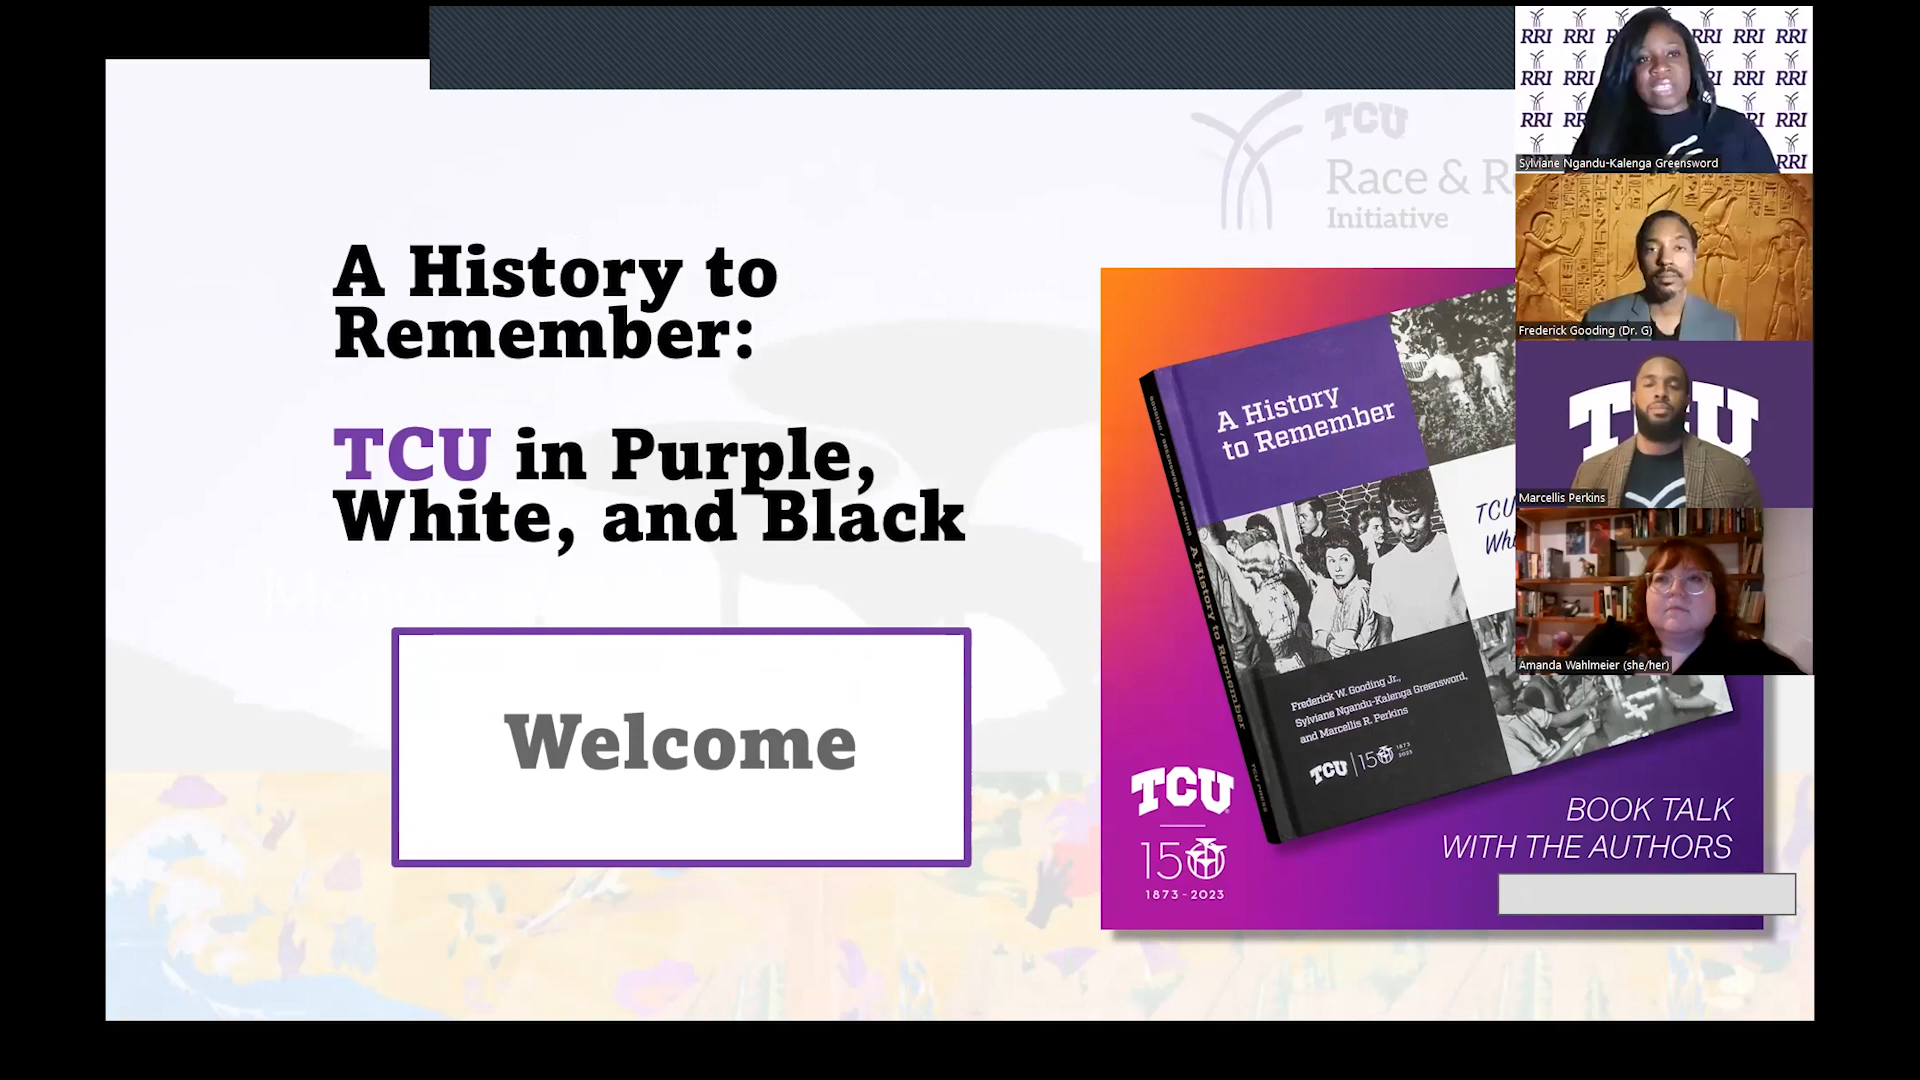 TCU
Race & R
Initiative
A History to
Remember:
TCU in Purple,
White, and Black
Welcome
A History
to Remember
TCU
Whi
A History to Remember
TCU PRESS
Frederick W. Gooding Jr.,
Sylviane Ngandu-Kalenga Greensword,
and Marcellis R. Perkins
TCU 150 1873 2023
TCU
150
1873-2023
BOOK TALK
WITH THE AUTHORS
RRI RRI RRI RRI RRI
RRI RRI RRI RRI RRI
RRI RRI RRI RRI
RRI
Sylviane Ngandu-Kalenga Greensword
Frederick Gooding (Dr. G)
TCU
Marcellis Perkins
Amanda Wahlmeier (she/her)